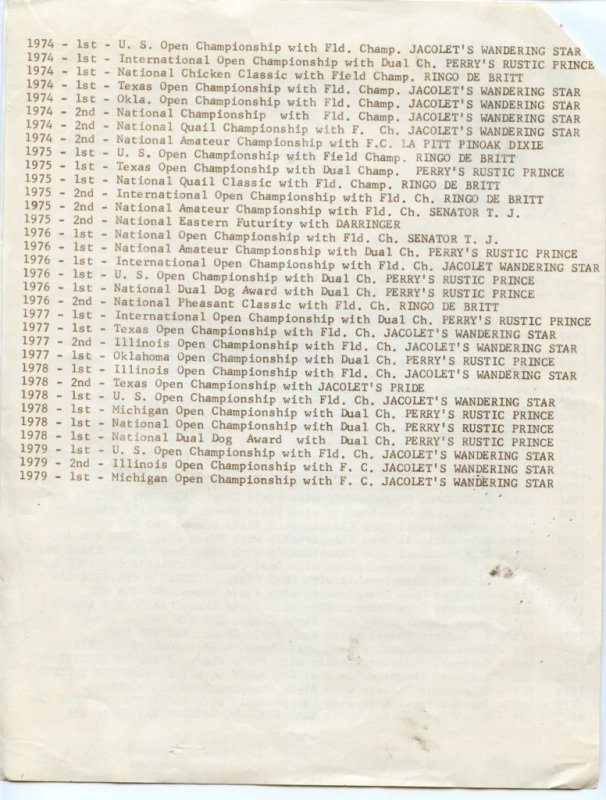 1974 - 1st - U. S. Open Championship with Fld. Champ. JACOLET'S WANDERING STAR
1974 - 1st - International Open Championship with Dual Ch. PERRY'S RUSTIC PRINCE
1974 - 1st - National Chicken Classic with Field Champ. RINGO DE BRITT
1974 - 1st - Texas Open Championship with Fld. Champ. JACOLET'S WANDERING STAR
1974 - 1st - Okla. Open Championship with Fld. Champ. JACOLET'S WANDERING STAR
1974 - 2nd - National Championship with Fld. Champ. JACOLET'S WANDERING STAR
1974 - 2nd - National Quail Championship with F. Ch. JACOLET'S WANDERING STAR
1974 - 2nd - National Amateur Championship with F.C. LA PITT PINOAK DIXIE
1975 - 1st - U. S. Open Championship with Field Champ. RINGO DE BRITT
1975 - 1st - Texas Open Championship with Dual Champ. PERRY'S RUSTIC PRINCE
1975 - 1st - National Quail Classic with Fld. Champ. RINGO DE BRITT
1975 - 2nd - International Open Championship with Fld. Ch. RINGO DE BRITT
1975 - 2nd - National Amateur Championship with Fld. Ch. SENATOR T. J.
1975 - 2nd - National Eastern Futurity with DARRINGER
1976 - 1st - National Open Championship with Fld. Ch. SENATOR T. J.
1976 - 1st - National Amateur Championship with Dual Ch. PERRY'S RUSTIC PRINCE
1976 - 1st - International Open Championship with Fld. Ch. JACOLET WANDERING STAR
1976 - 1st - U. S. Open Championship with Dual Ch. PERRY'S RUSTIC PRINCE
1976 - 1st - National Dual Dog Award with Dual Ch. PERRY'S RUSTIC PRINCE
1976 - 2nd - National Pheasant Classic with Fld. Ch. RINGO DE BRITT
1977 - 1st - International Open Championship with Dual Ch. PERRY'S RUSTIC PRINCE
1977 - 1st - Texas Open Championship with Fld. Ch. JACOLET'S WANDERING STAR
1977 - 2nd - Illinois Open Championship with Fld. Ch. JACOLET'S WANDERING STAR
1977 - 1st - Oklahoma Open Championship with Dual Ch. PERRY'S RUSTIC PRINCE
1978 - 1st - Illinois Open Championship with Fld. Ch. JACOLET'S WANDERING STAR
1978 - 2nd - Texas Open Championship with JACOLET'S PRIDE
1978 - 1st - U. S. Open Championship with Fld. Ch. JACOLET'S WANDERING STAR
1978 - 1st - Michigan Open Championship with Dual Ch. PERRY'S RUSTIC PRINCE
1978 - 1st - National Open Championship with Dual Ch. PERRY'S RUSTIC PRINCE
1978 - 1st - National Dual Dog Award with Dual Ch. PERRY'S RUSTIC PRINCE
1979 - 1st - U. S. Open Championship with Fld. Ch. JACOLET'S WANDERING STAR
1979 - 2nd - Illinois Open Championship with F. C. JACOLET'S WANDERING STAR
1979 - 1st - Michigan Open Championship with F. C. JACOLET'S WANDERING STAR